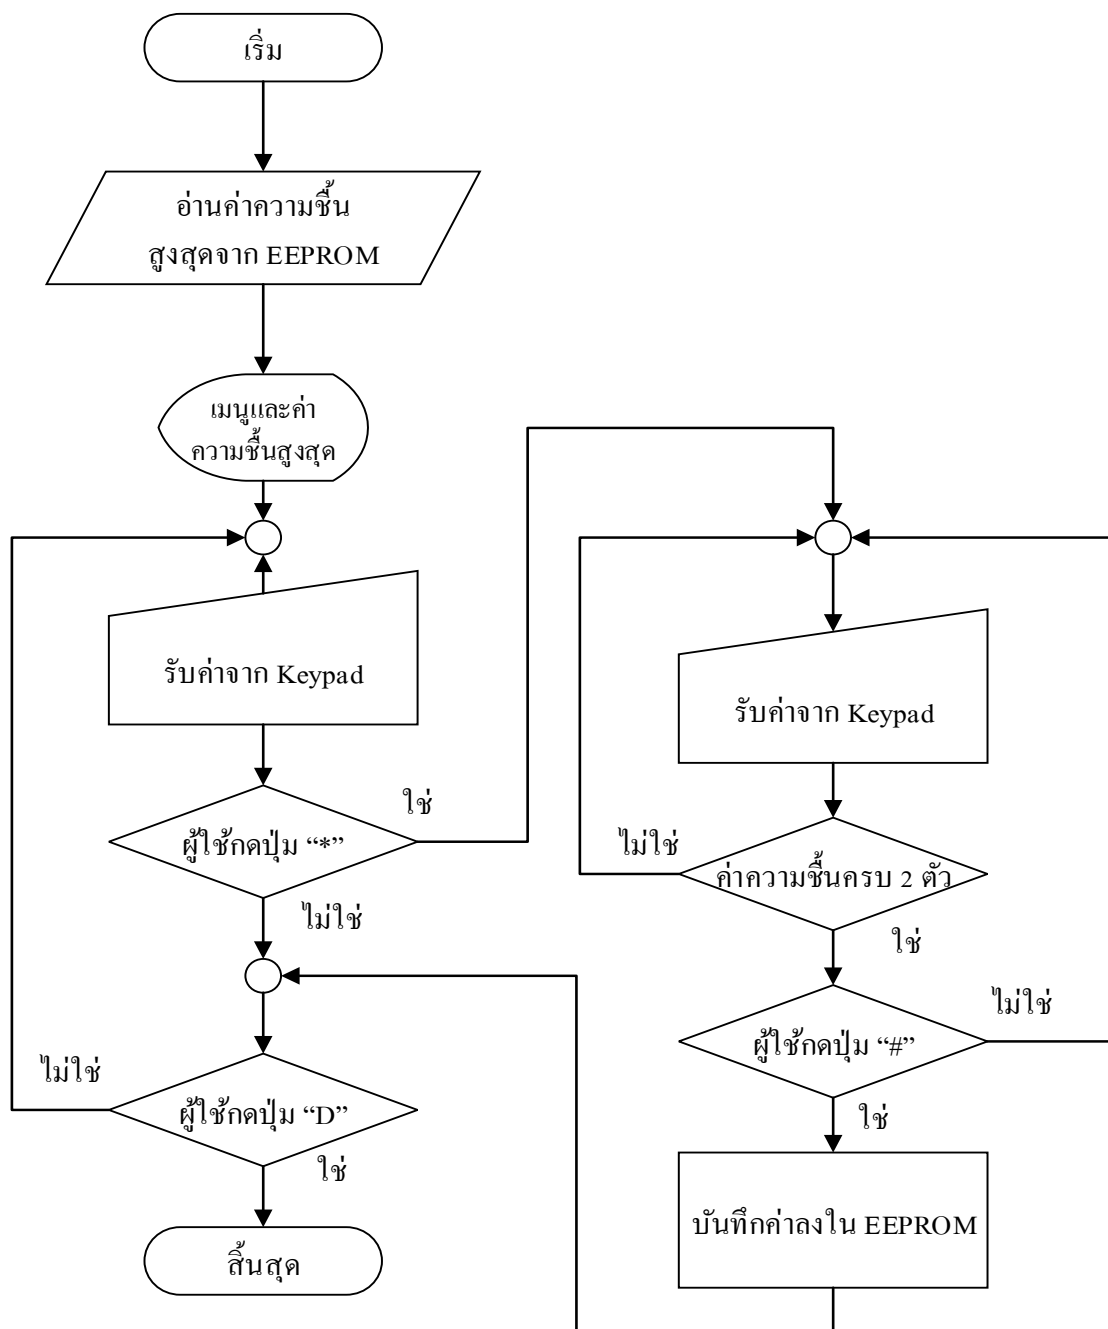 เริ่ม
อ่านค่าความชื้น
สูงสุดจาก EEPROM
เมนูและค่า
ความชื้นสูงสุด
รับค่าจาก Keypad
ผู้ใช้กดปุ่ม “*”
ใช่
ไม่ใช่
ผู้ใช้กดปุ่ม “D”
ไม่ใช่
ใช่
สิ้นสุด
รับค่าจาก Keypad
ค่าความชื้นครบ 2 ตัว
ไม่ใช่
ใช่
ผู้ใช้กดปุ่ม “#”
ไม่ใช่
ใช่
บันทึกค่าลงใน EEPROM